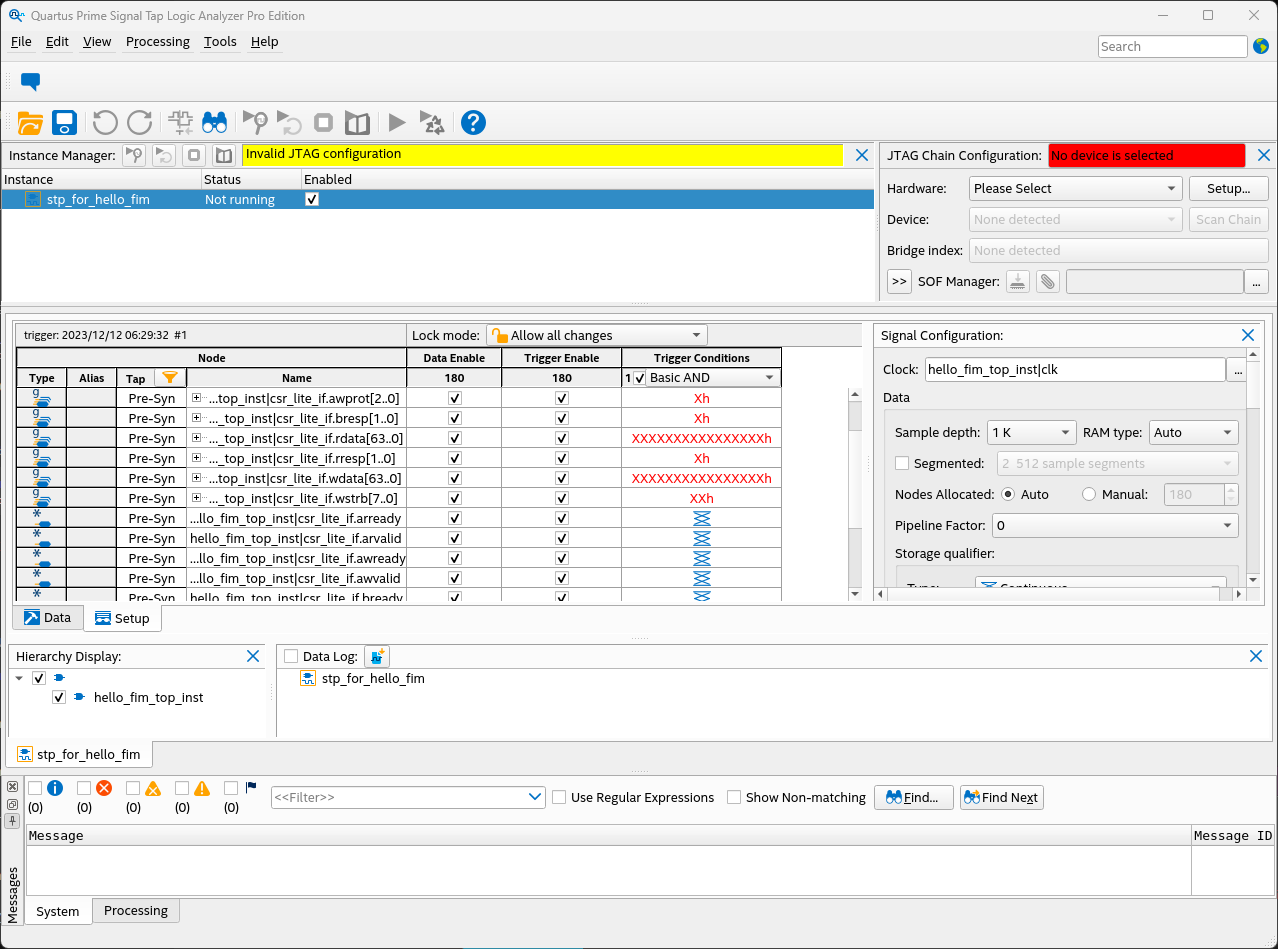 Quartus Prime Signal Tap Logic Analyzer Pro Edition
File Edit View Processing Tools Help
Search
Instance Manager: Invalid JTAG configuration
Instance Status Enabled
stp_for_hello_fim Not running
JTAG Chain Configuration: No device is selected
Hardware: Please Select Setup...
Device: None detected Scan Chain
Bridge index: None detected
>> SOF Manager: ...
trigger: 2023/12/12 06:29:32 #1 Lock mode: Allow all changes
Node Data Enable Trigger Enable Trigger Conditions
Type Alias Tap Name 180 180 1 Basic AND
Pre-Syn ...top_inst|csr_lite_if.awprot[2..0] Xh
Pre-Syn ..._top_inst|csr_lite_if.bresp[1..0] Xh
Pre-Syn ..._top_inst|csr_lite_if.rdata[63..0] XXXXXXXXXXXXXXXXh
Pre-Syn ..._top_inst|csr_lite_if.rresp[1..0] Xh
Pre-Syn ..._top_inst|csr_lite_if.wdata[63..0] XXXXXXXXXXXXXXXXh
Pre-Syn ..._top_inst|csr_lite_if.wstrb[7..0] XXh
Pre-Syn ...llo_fim_top_inst|csr_lite_if.arready
Pre-Syn hello_fim_top_inst|csr_lite_if.arvalid
Pre-Syn ...llo_fim_top_inst|csr_lite_if.awready
Pre-Syn ...llo_fim_top_inst|csr_lite_if.awvalid
Pre-Syn hello_fim_top_inst|csr_lite_if.bready
Signal Configuration:
Clock: hello_fim_top_inst|clk ...
Data
Sample depth: 1 K RAM type: Auto
Segmented: 2 512 sample segments
Nodes Allocated: Auto Manual: 180
Pipeline Factor: 0
Storage qualifier:
Type: Continuous
Data Setup
Hierarchy Display:
hello_fim_top_inst
Data Log:
stp_for_hello_fim
stp_for_hello_fim
(0) (0) (0) (0) (0)
<<Filter>> Use Regular Expressions Show Non-matching Find... Find Next
Message Message ID
Messages
System Processing